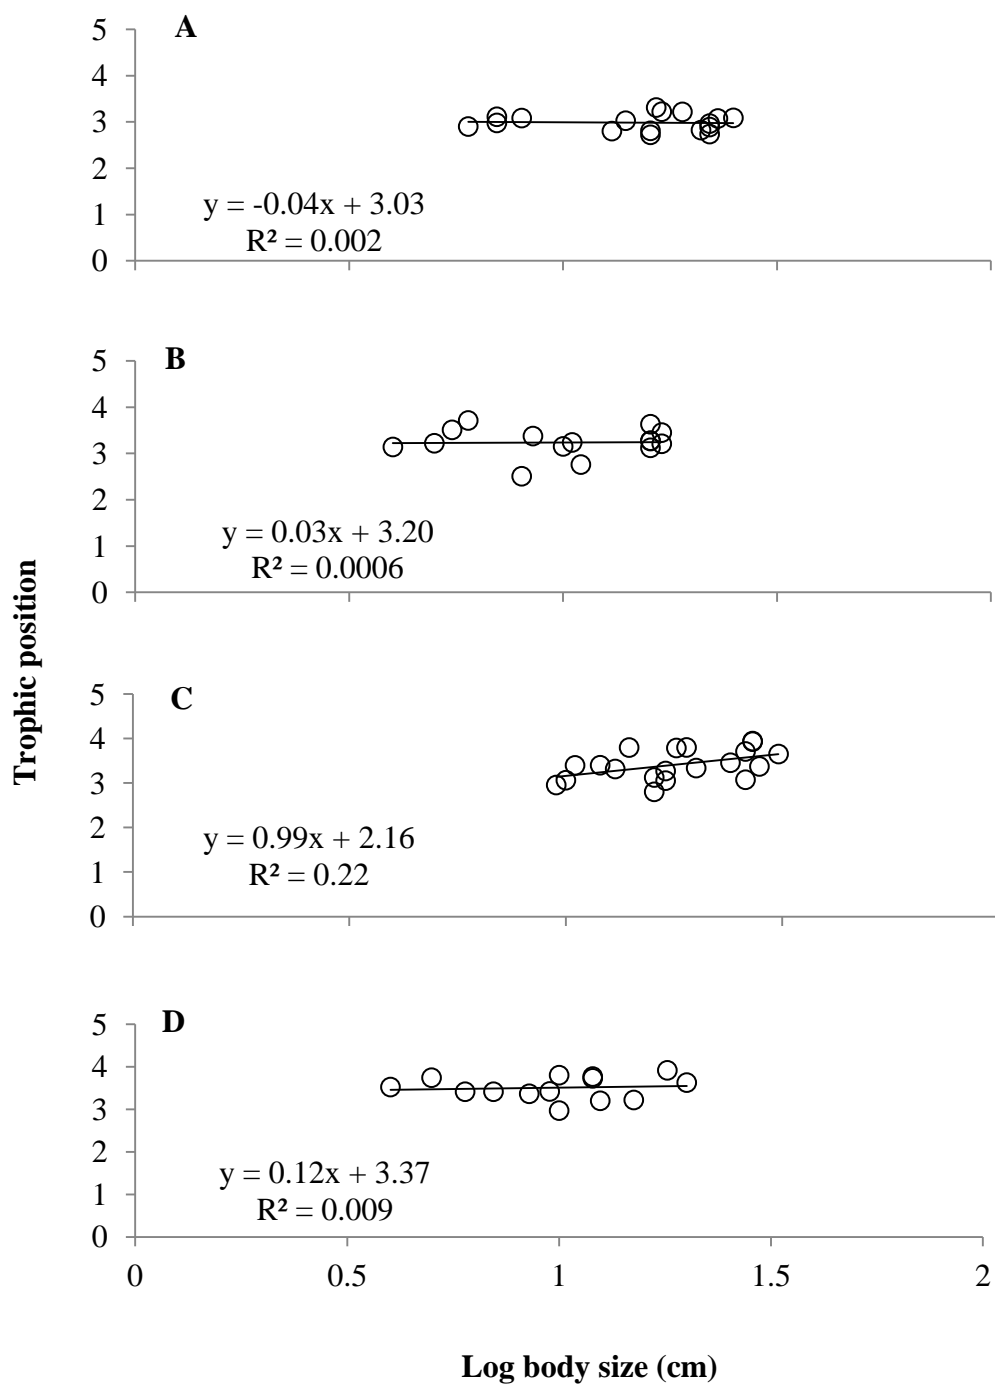 Trophic position
A
5
4
3
2
1
0
y = -0.04x + 3.03
R² = 0.002
B
5
4
3
2
1
0
y = 0.03x + 3.20
R² = 0.0006
C
5
4
3
2
1
0
y = 0.99x + 2.16
R² = 0.22
D
5
4
3
2
1
0
y = 0.12x + 3.37
R² = 0.009
0 0.5 1 1.5 2
Log body size (cm)